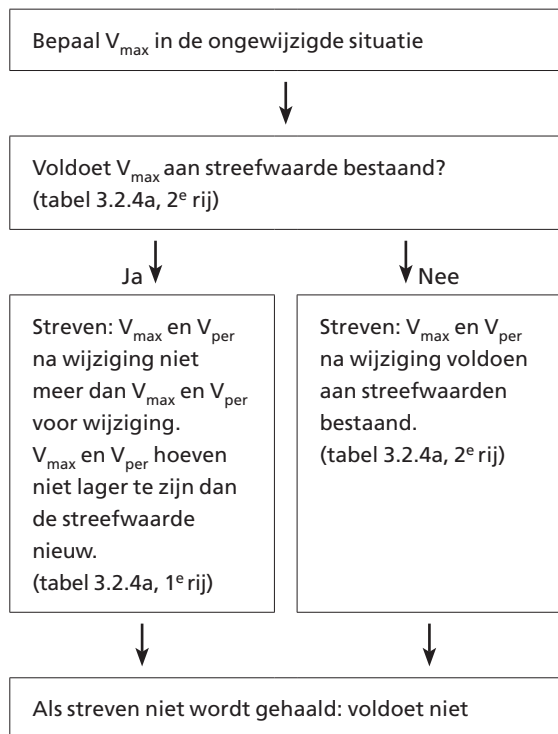 Bepaal Vmax in de ongewijzigde situatie
Voldoet Vmax aan streefwaarde bestaand?
(tabel 3.2.4a, 2e rij)
Ja
Nee
Streven: Vmax en Vper
na wijziging niet
meer dan Vmax en Vper
voor wijziging.
Vmax en Vper hoeven
niet lager te zijn dan
de streefwaarde
nieuw.
(tabel 3.2.4a, 1e rij)
Streven: Vmax en Vper
na wijziging voldoen
aan streefwaarden
bestaand.
(tabel 3.2.4a, 2e rij)
Als streven niet wordt gehaald: voldoet niet